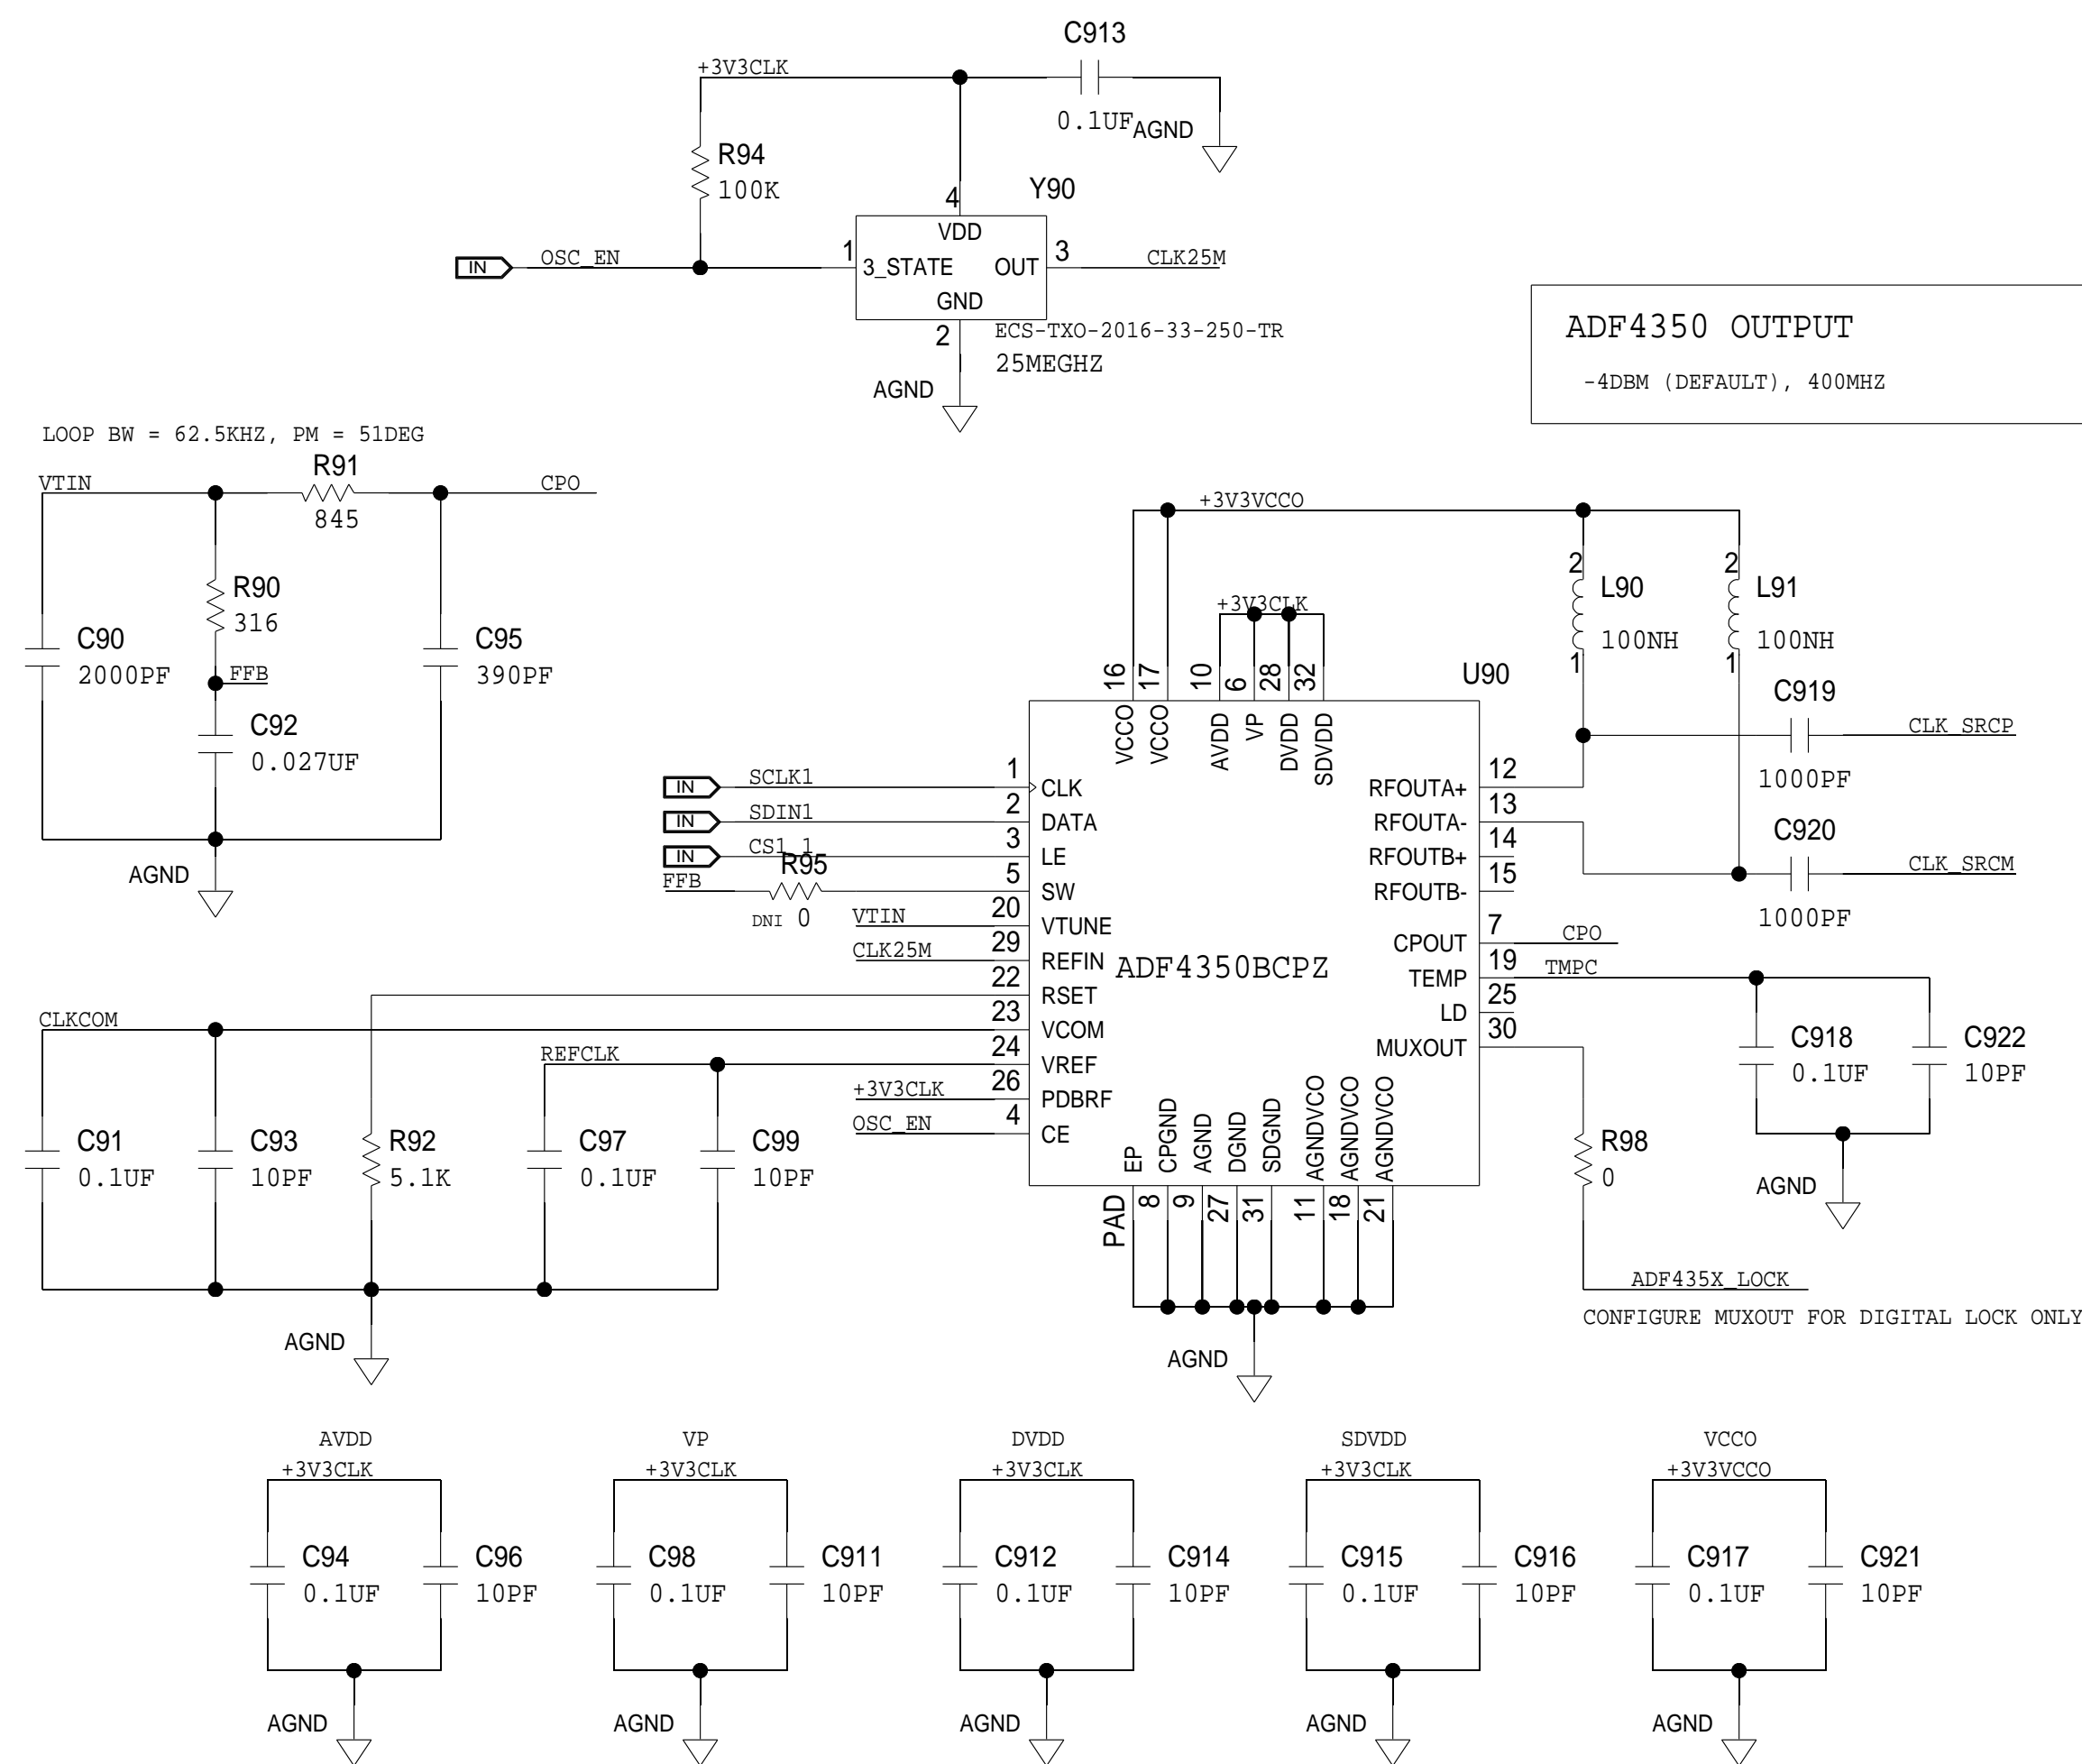 C913
+3V3CLK
0.1UF
AGND
R94
100K
Y90
4
VDD
IN
OSC_EN
1
3_STATE
OUT
3
CLK25M
GND
2
ECS-TXO-2016-33-250-TR
25MEGHZ
AGND
ADF4350 OUTPUT
-4DBM (DEFAULT), 400MHZ
LOOP BW = 62.5KHZ, PM = 51DEG
VTIN
R91
845
CPO
R90
316
C90
2000PF
C95
390PF
FFB
C92
0.027UF
AGND
+3V3VCCO
+3V3CLK
2
L90
100NH
1
2
L91
100NH
1
16
17
10
6
28
32
U90
VCCO
VCCO
AVDD
VP
DVDD
SDVDD
C919
CLK_SRCP
1000PF
C920
CLK_SRCM
1000PF
IN
SCLK1
1
CLK
IN
SDIN1
2
DATA
IN
CS1_1
3
LE
FFB
R95
DNI 0
5
SW
VTIN
20
VTUNE
CLK25M
29
REFIN
22
RSET
CLKCOM
23
VCOM
REFCLK
24
VREF
+3V3CLK
26
PDBRF
OSC_EN
4
CE
ADF4350BCPZ
RFOUTA+
12
RFOUTA-
13
RFOUTB+
14
RFOUTB-
15
CPOUT
7
CPO
TEMP
19
TMPC
LD
25
MUXOUT
30
EP
CPGND
AGND
DGND
SDGND
AGNDVCO
AGNDVCO
AGNDVCO
PAD
8
9
27
31
11
18
21
AGND
C91
0.1UF
C93
10PF
R92
5.1K
C97
0.1UF
C99
10PF
AGND
C918
0.1UF
C922
10PF
AGND
R98
0
ADF435X_LOCK
CONFIGURE MUXOUT FOR DIGITAL LOCK ONLY
AVDD
+3V3CLK
C94
0.1UF
C96
10PF
AGND
VP
+3V3CLK
C98
0.1UF
C911
10PF
AGND
DVDD
+3V3CLK
C912
0.1UF
C914
10PF
AGND
SDVDD
+3V3CLK
C915
0.1UF
C916
10PF
AGND
VCCO
+3V3VCCO
C917
0.1UF
C921
10PF
AGND